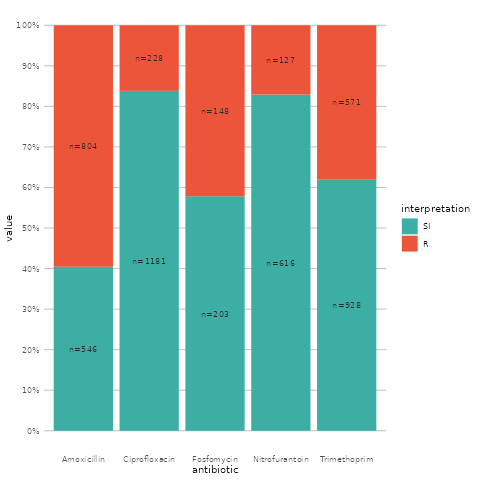 100%
90%
80%
70%
60%
50%
40%
30%
20%
10%
0%
value
n=804
n=546
n=228
n=1181
n=148
n=203
n=127
n=616
n=571
n=928
Amoxicillin
Ciprofloxacin
Fosfomycin
Nitrofurantoin
Trimethoprim
antibiotic
interpretation
SI
R